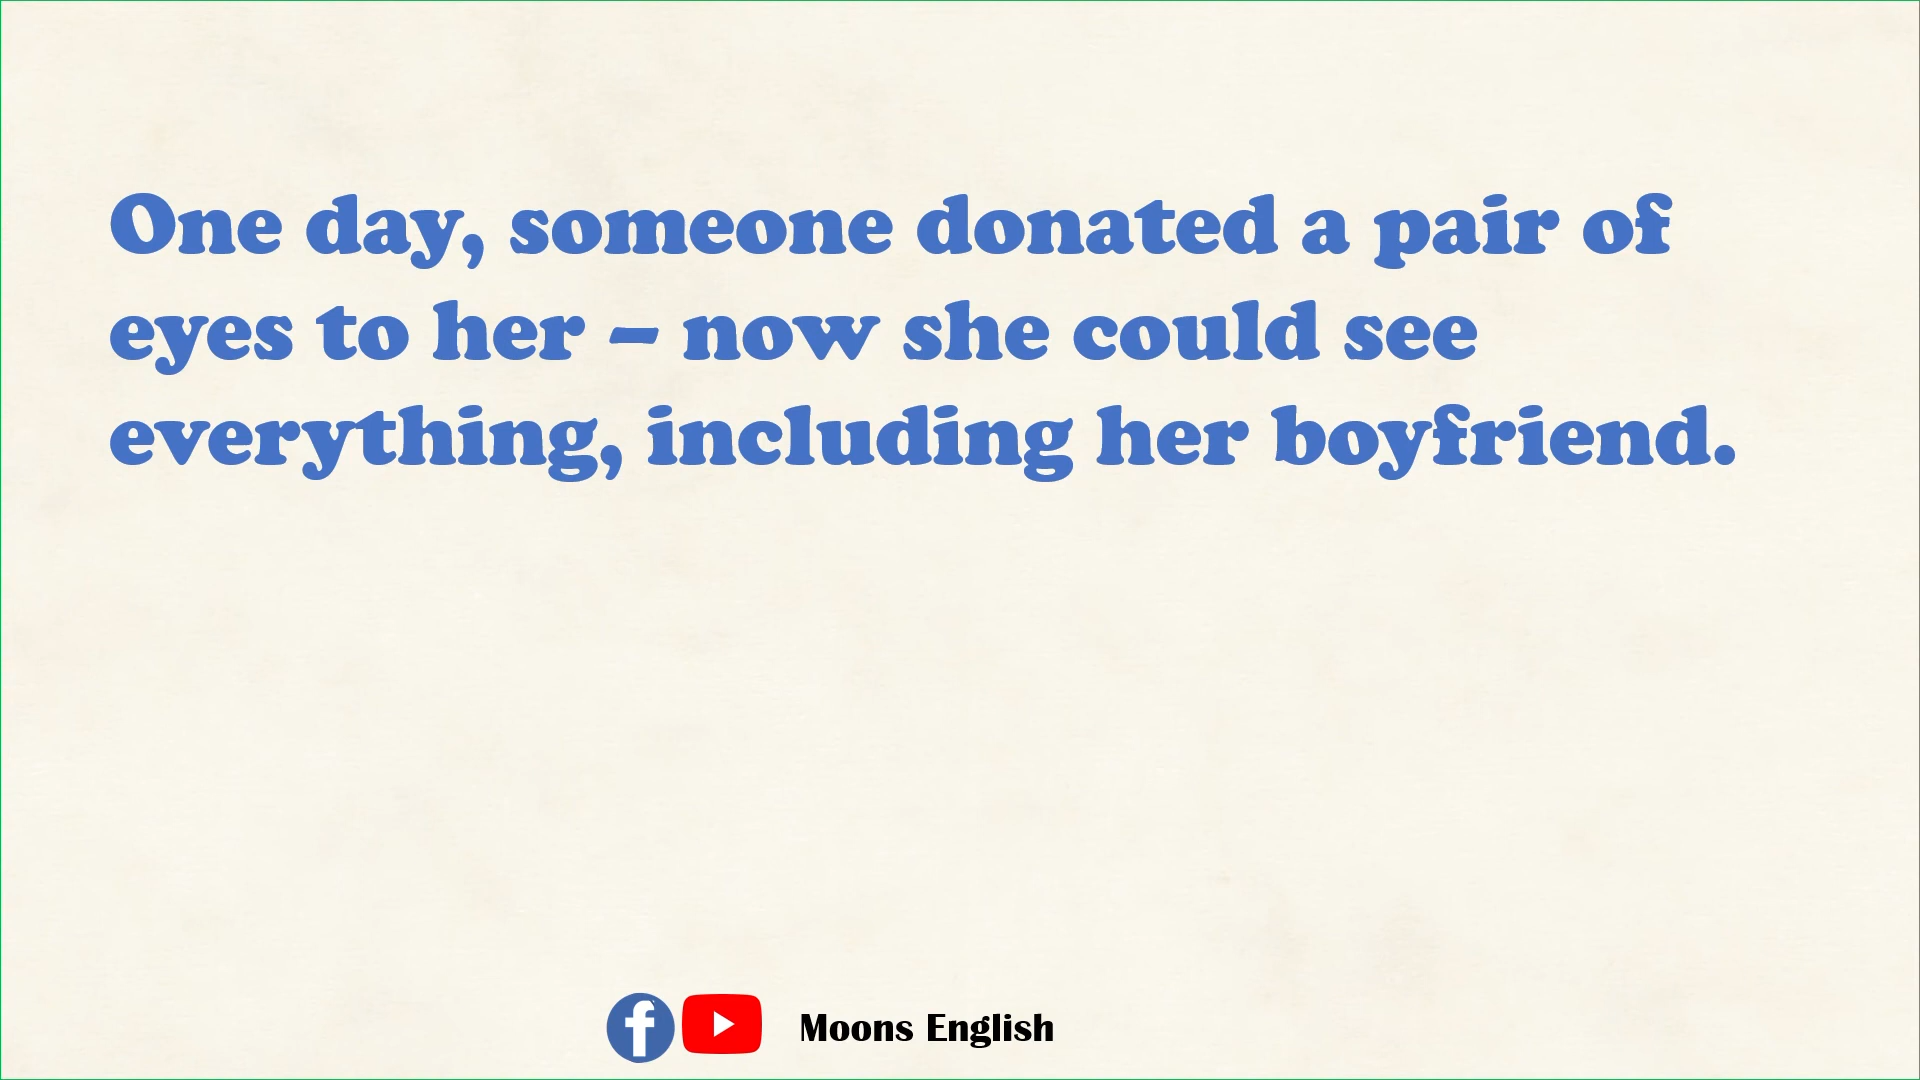 One day, someone donated a pair of
eyes to her – now she could see
everything, including her boyfriend.
Moons English